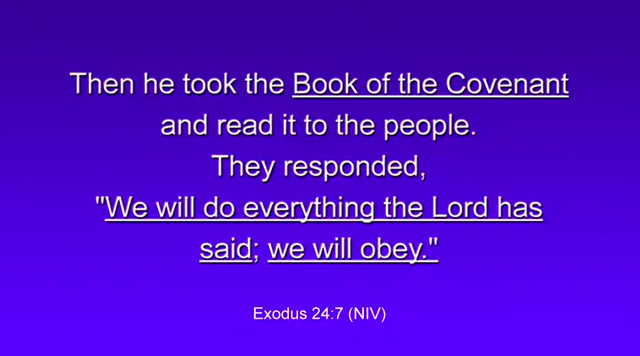 Then he took the Book of the Covenant
and read it to the people.
They responded,
"We will do everything the Lord has
said; we will obey."
Exodus 24:7 (NIV)